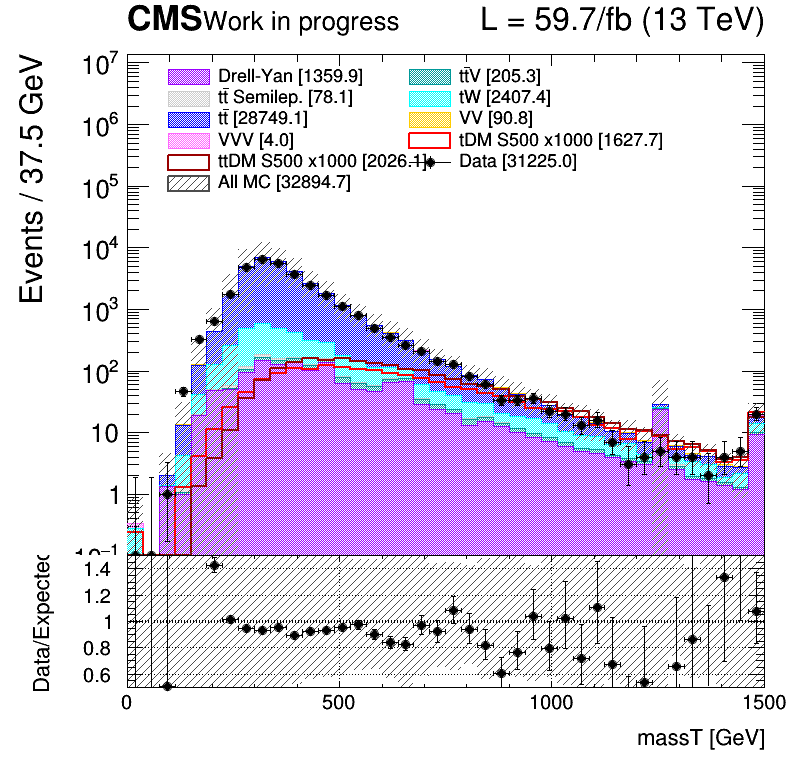 CMS Work in progress L = 59.7/fb (13 TeV)
Events / 37.5 GeV
10⁷
10⁶
10⁵
10⁴
10³
10²
10
1
10⁻¹
Drell-Yan [1359.9] tt̄V [205.3]
tt̄ Semilep. [78.1] tW [2407.4]
tt̄ [28749.1] VV [90.8]
VVV [4.0] tDM S500 x1000 [1627.7]
ttDM S500 x1000 [2026.1] Data [31225.0]
All MC [32894.7]
Data/Expected
1.4
1.2
1
0.8
0.6
0 500 1000 1500
massT [GeV]